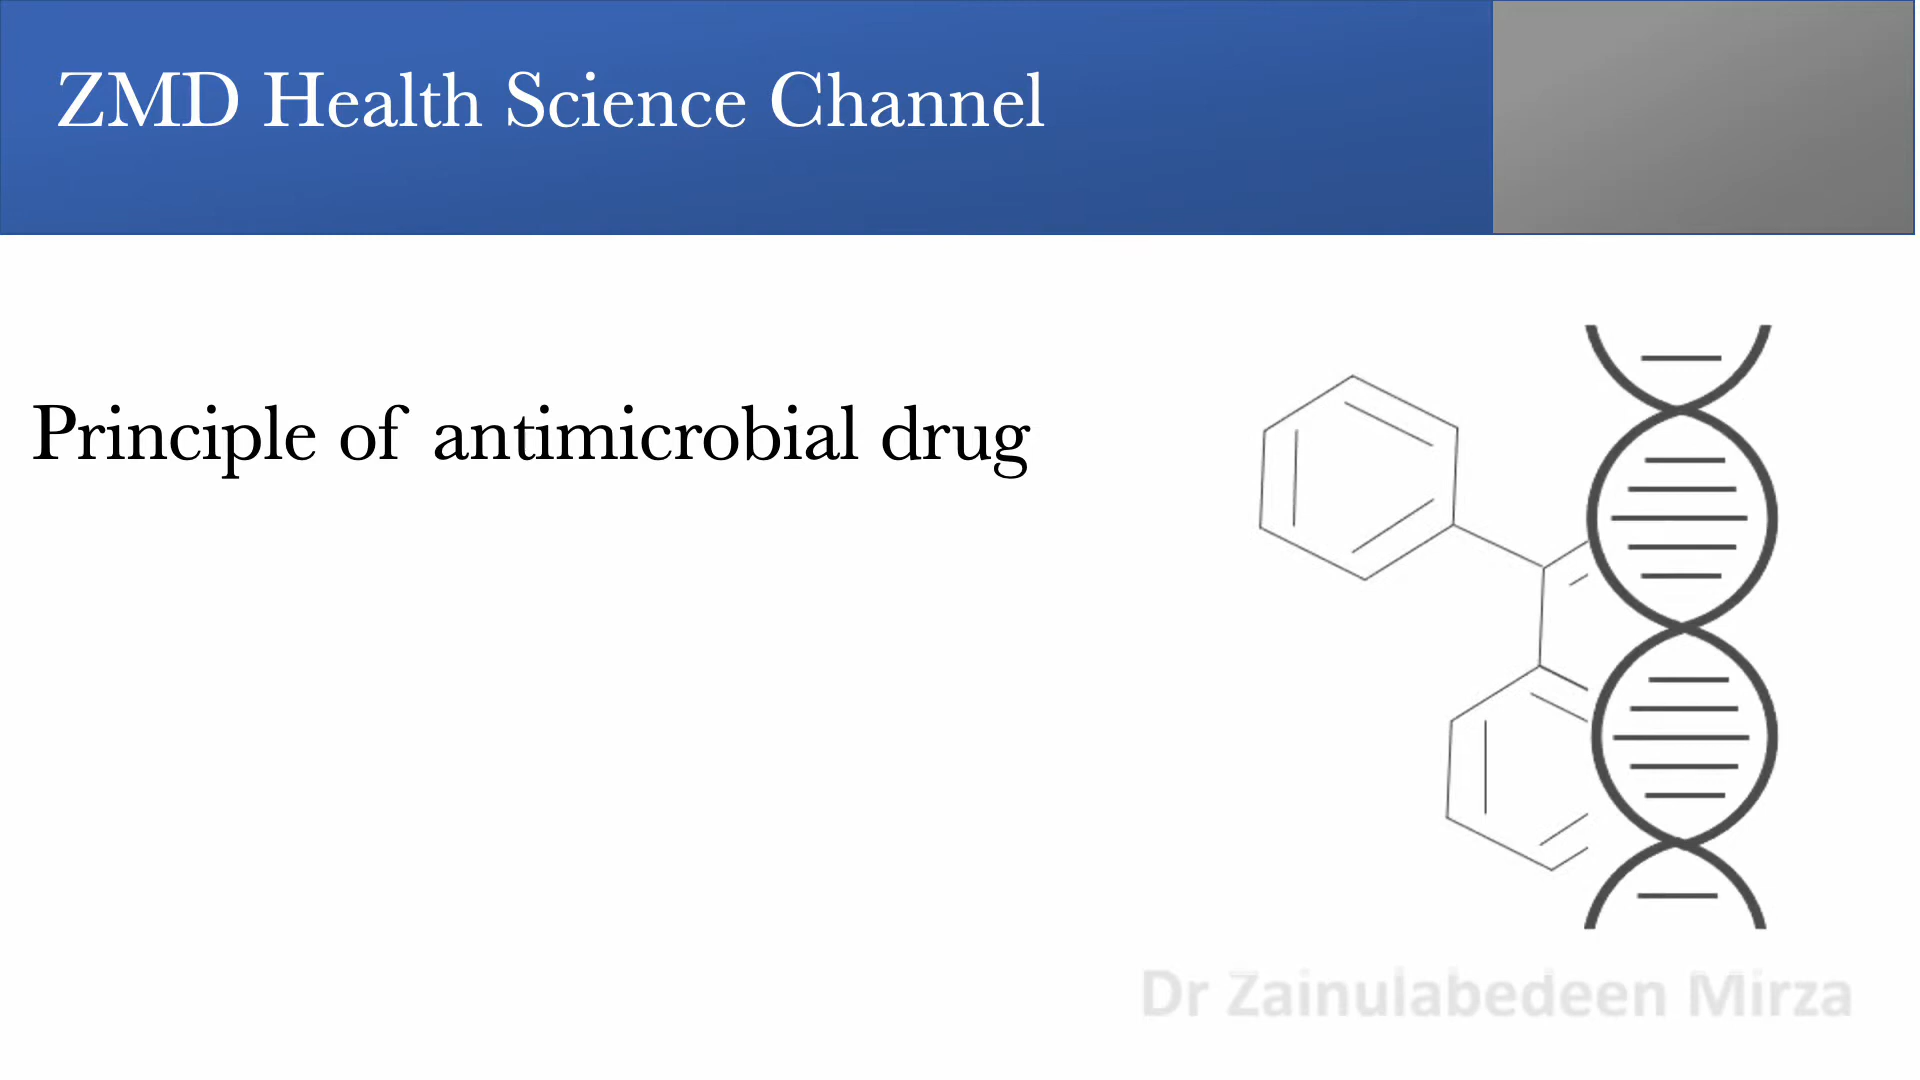 ZMD Health Science Channel
Principle of antimicrobial drug
Dr Zainulabedeen Mirza